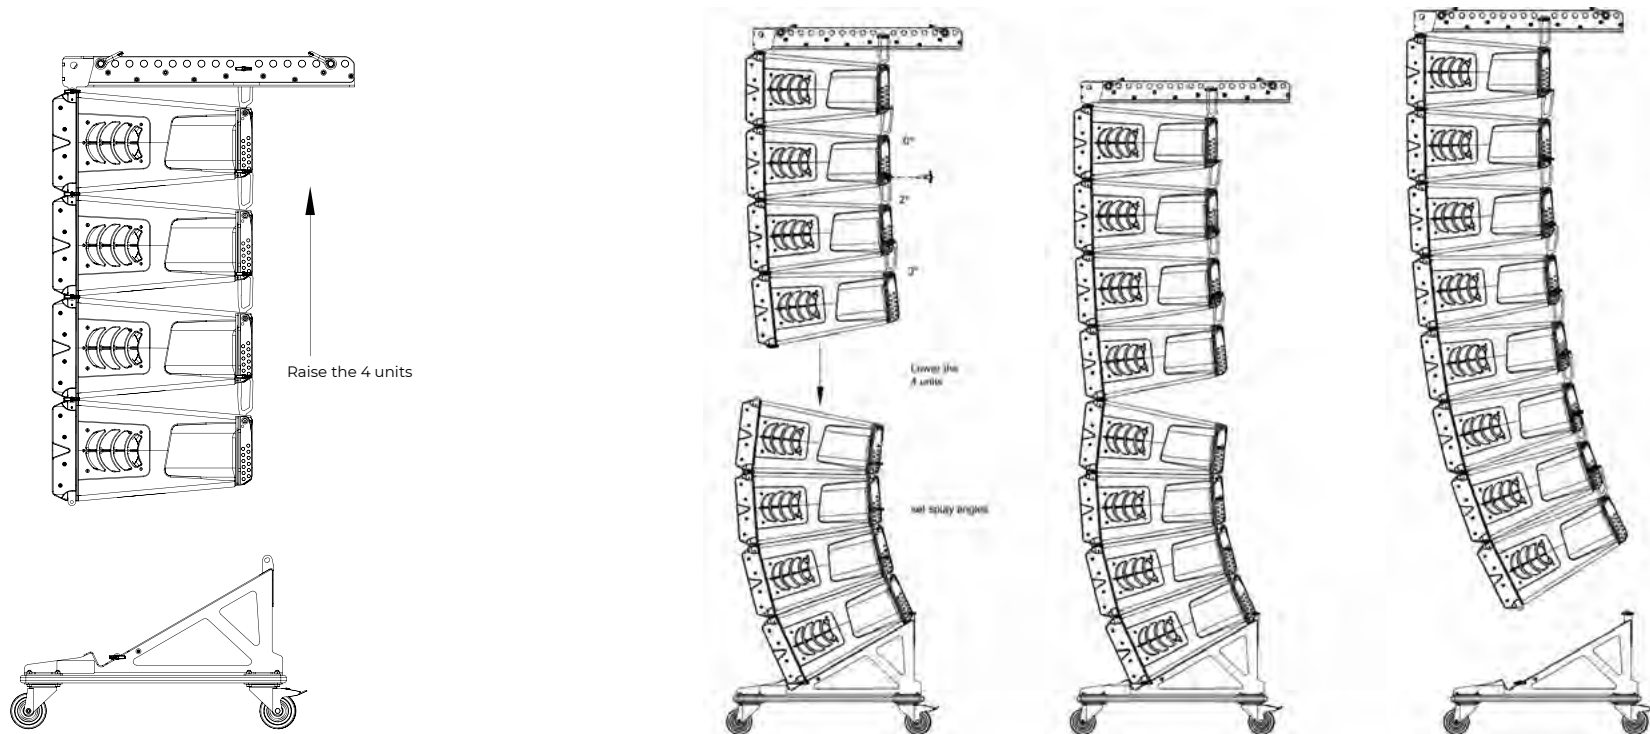 Raise the 4 units
0°
2°
3°
Lower the
4 units
set splay angles